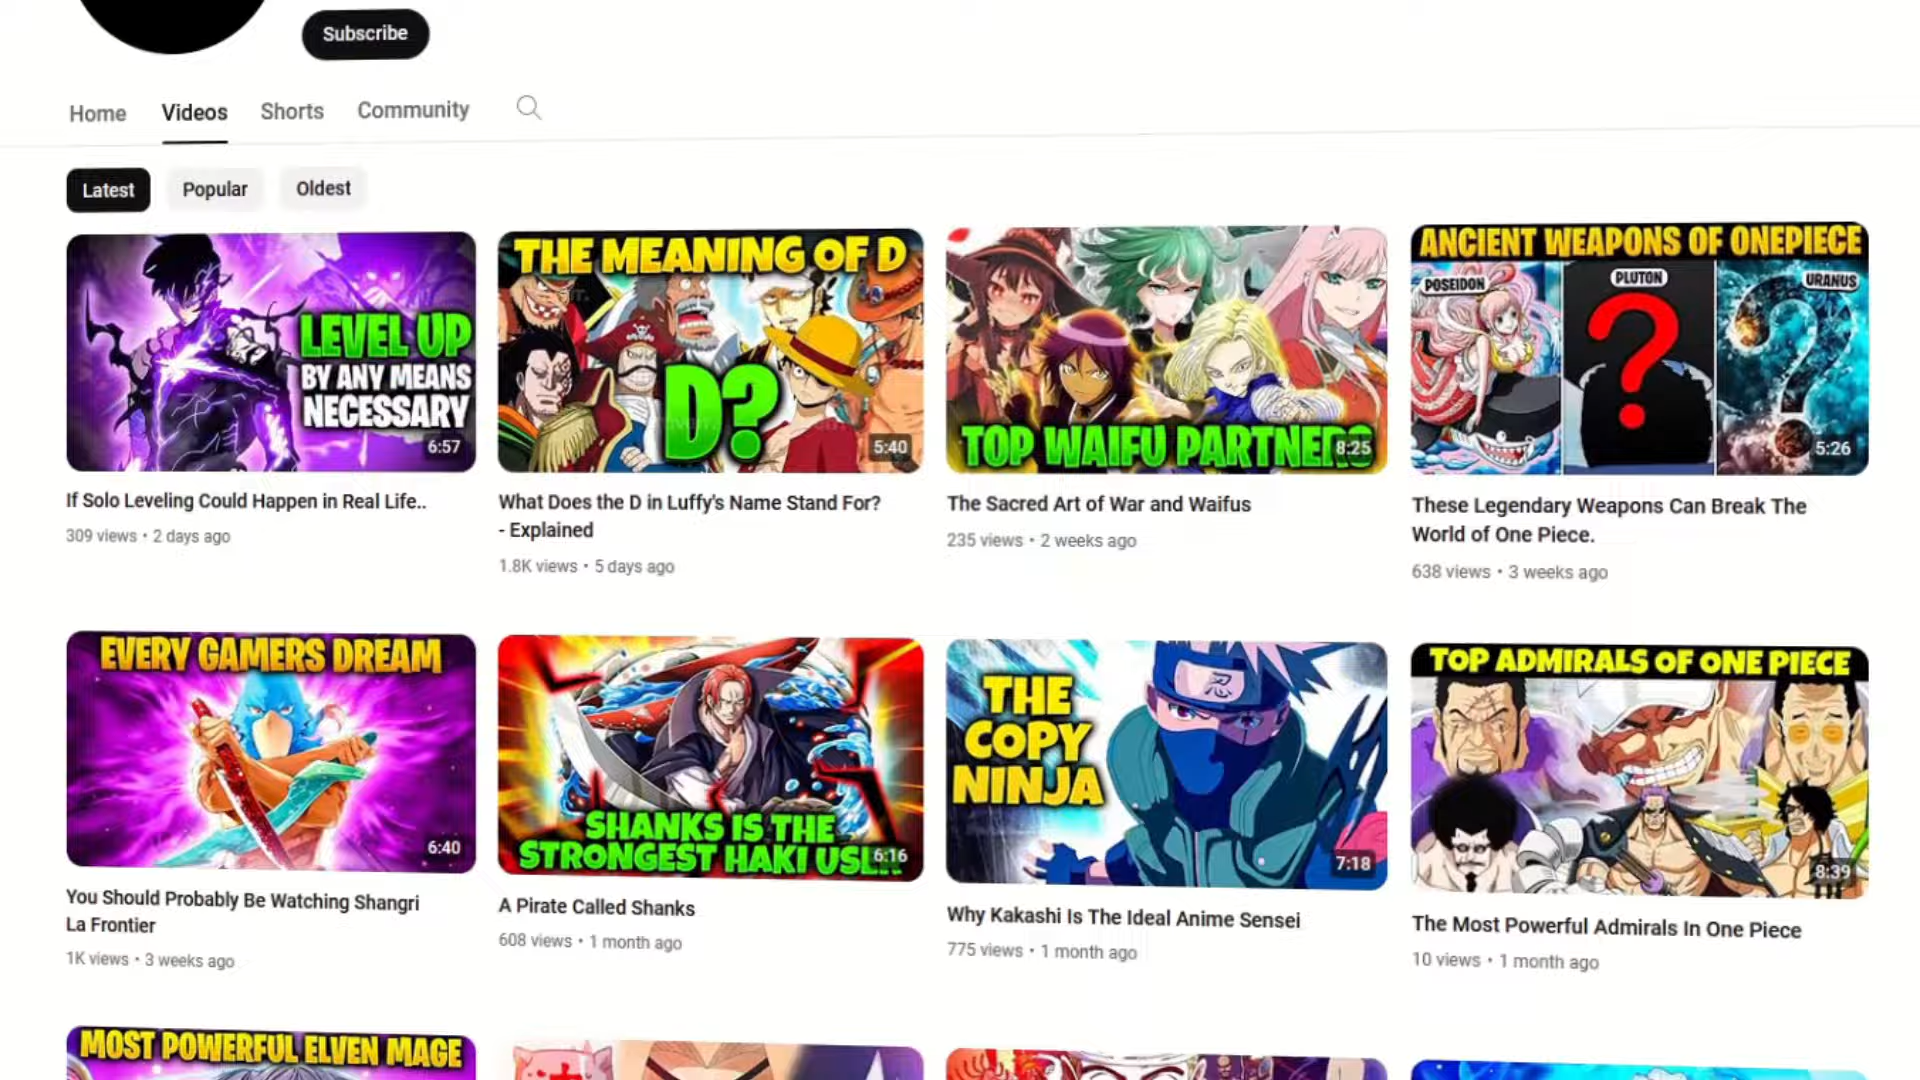 Subscribe
Home Videos Shorts Community
Latest Popular Oldest
LEVEL UP
BY ANY MEANS
NECESSARY
6:57
THE MEANING OF D
D?
5:40
TOP WAIFU PARTNERS
8:25
ANCIENT WEAPONS OF ONEPIECE
POSEIDON
PLUTON
URANUS
5:26
If Solo Leveling Could Happen in Real Life..
309 views • 2 days ago
What Does the D in Luffy's Name Stand For?
- Explained
1.8K views • 5 days ago
The Sacred Art of War and Waifus
235 views • 2 weeks ago
These Legendary Weapons Can Break The
World of One Piece.
638 views • 3 weeks ago
EVERY GAMERS DREAM
6:40
SHANKS IS THE
STRONGEST HAKI USER
6:16
THE
COPY
NINJA
忍
7:18
TOP ADMIRALS OF ONE PIECE
8:39
You Should Probably Be Watching Shangri
La Frontier
1K views • 3 weeks ago
A Pirate Called Shanks
608 views • 1 month ago
Why Kakashi Is The Ideal Anime Sensei
775 views • 1 month ago
The Most Powerful Admirals In One Piece
10 views • 1 month ago
MOST POWERFUL ELVEN MAGE